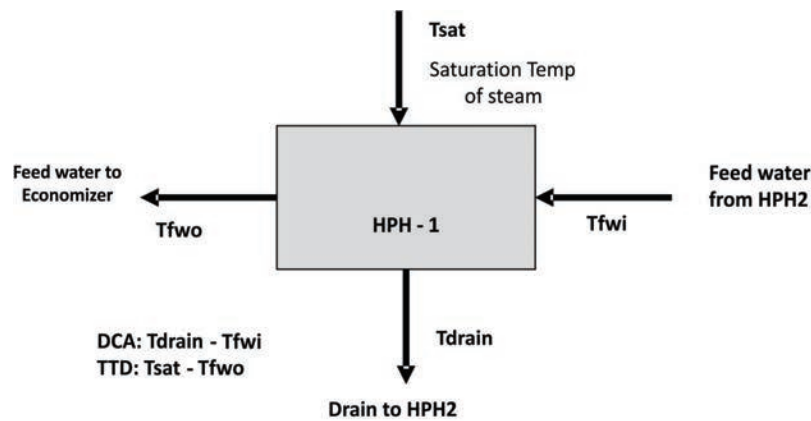 Tsat
Saturation Temp
of steam
Feed water to
Economizer
Tfwo
HPH - 1
Tfwi
Feed water
from HPH2
DCA: Tdrain - Tfwi
TTD: Tsat - Tfwo
Tdrain
Drain to HPH2